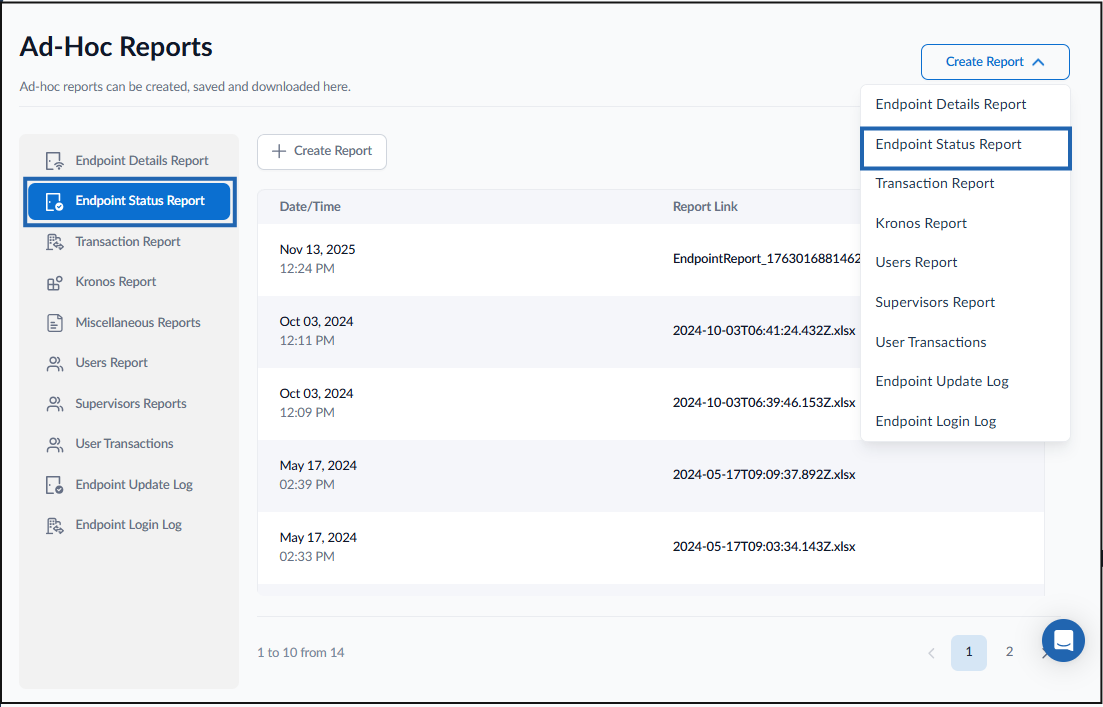 Ad-Hoc Reports
Ad-hoc reports can be created, saved and downloaded here.
Create Report
Endpoint Details Report
Endpoint Status Report
Transaction Report
Kronos Report
Users Report
Supervisors Report
User Transactions
Endpoint Update Log
Endpoint Login Log
Endpoint Details Report
Endpoint Status Report
Transaction Report
Kronos Report
Miscellaneous Reports
Users Report
Supervisors Reports
User Transactions
Endpoint Update Log
Endpoint Login Log
Create Report
Date/Time Report Link
Nov 13, 2025
12:24 PM
EndpointReport_1763016881462
Oct 03, 2024
12:11 PM
2024-10-03T06:41:24.432Z.xlsx
Oct 03, 2024
12:09 PM
2024-10-03T06:39:46.153Z.xlsx
May 17, 2024
02:39 PM
2024-05-17T09:09:37.892Z.xlsx
May 17, 2024
02:33 PM
2024-05-17T09:03:34.143Z.xlsx
1 to 10 from 14
1 2